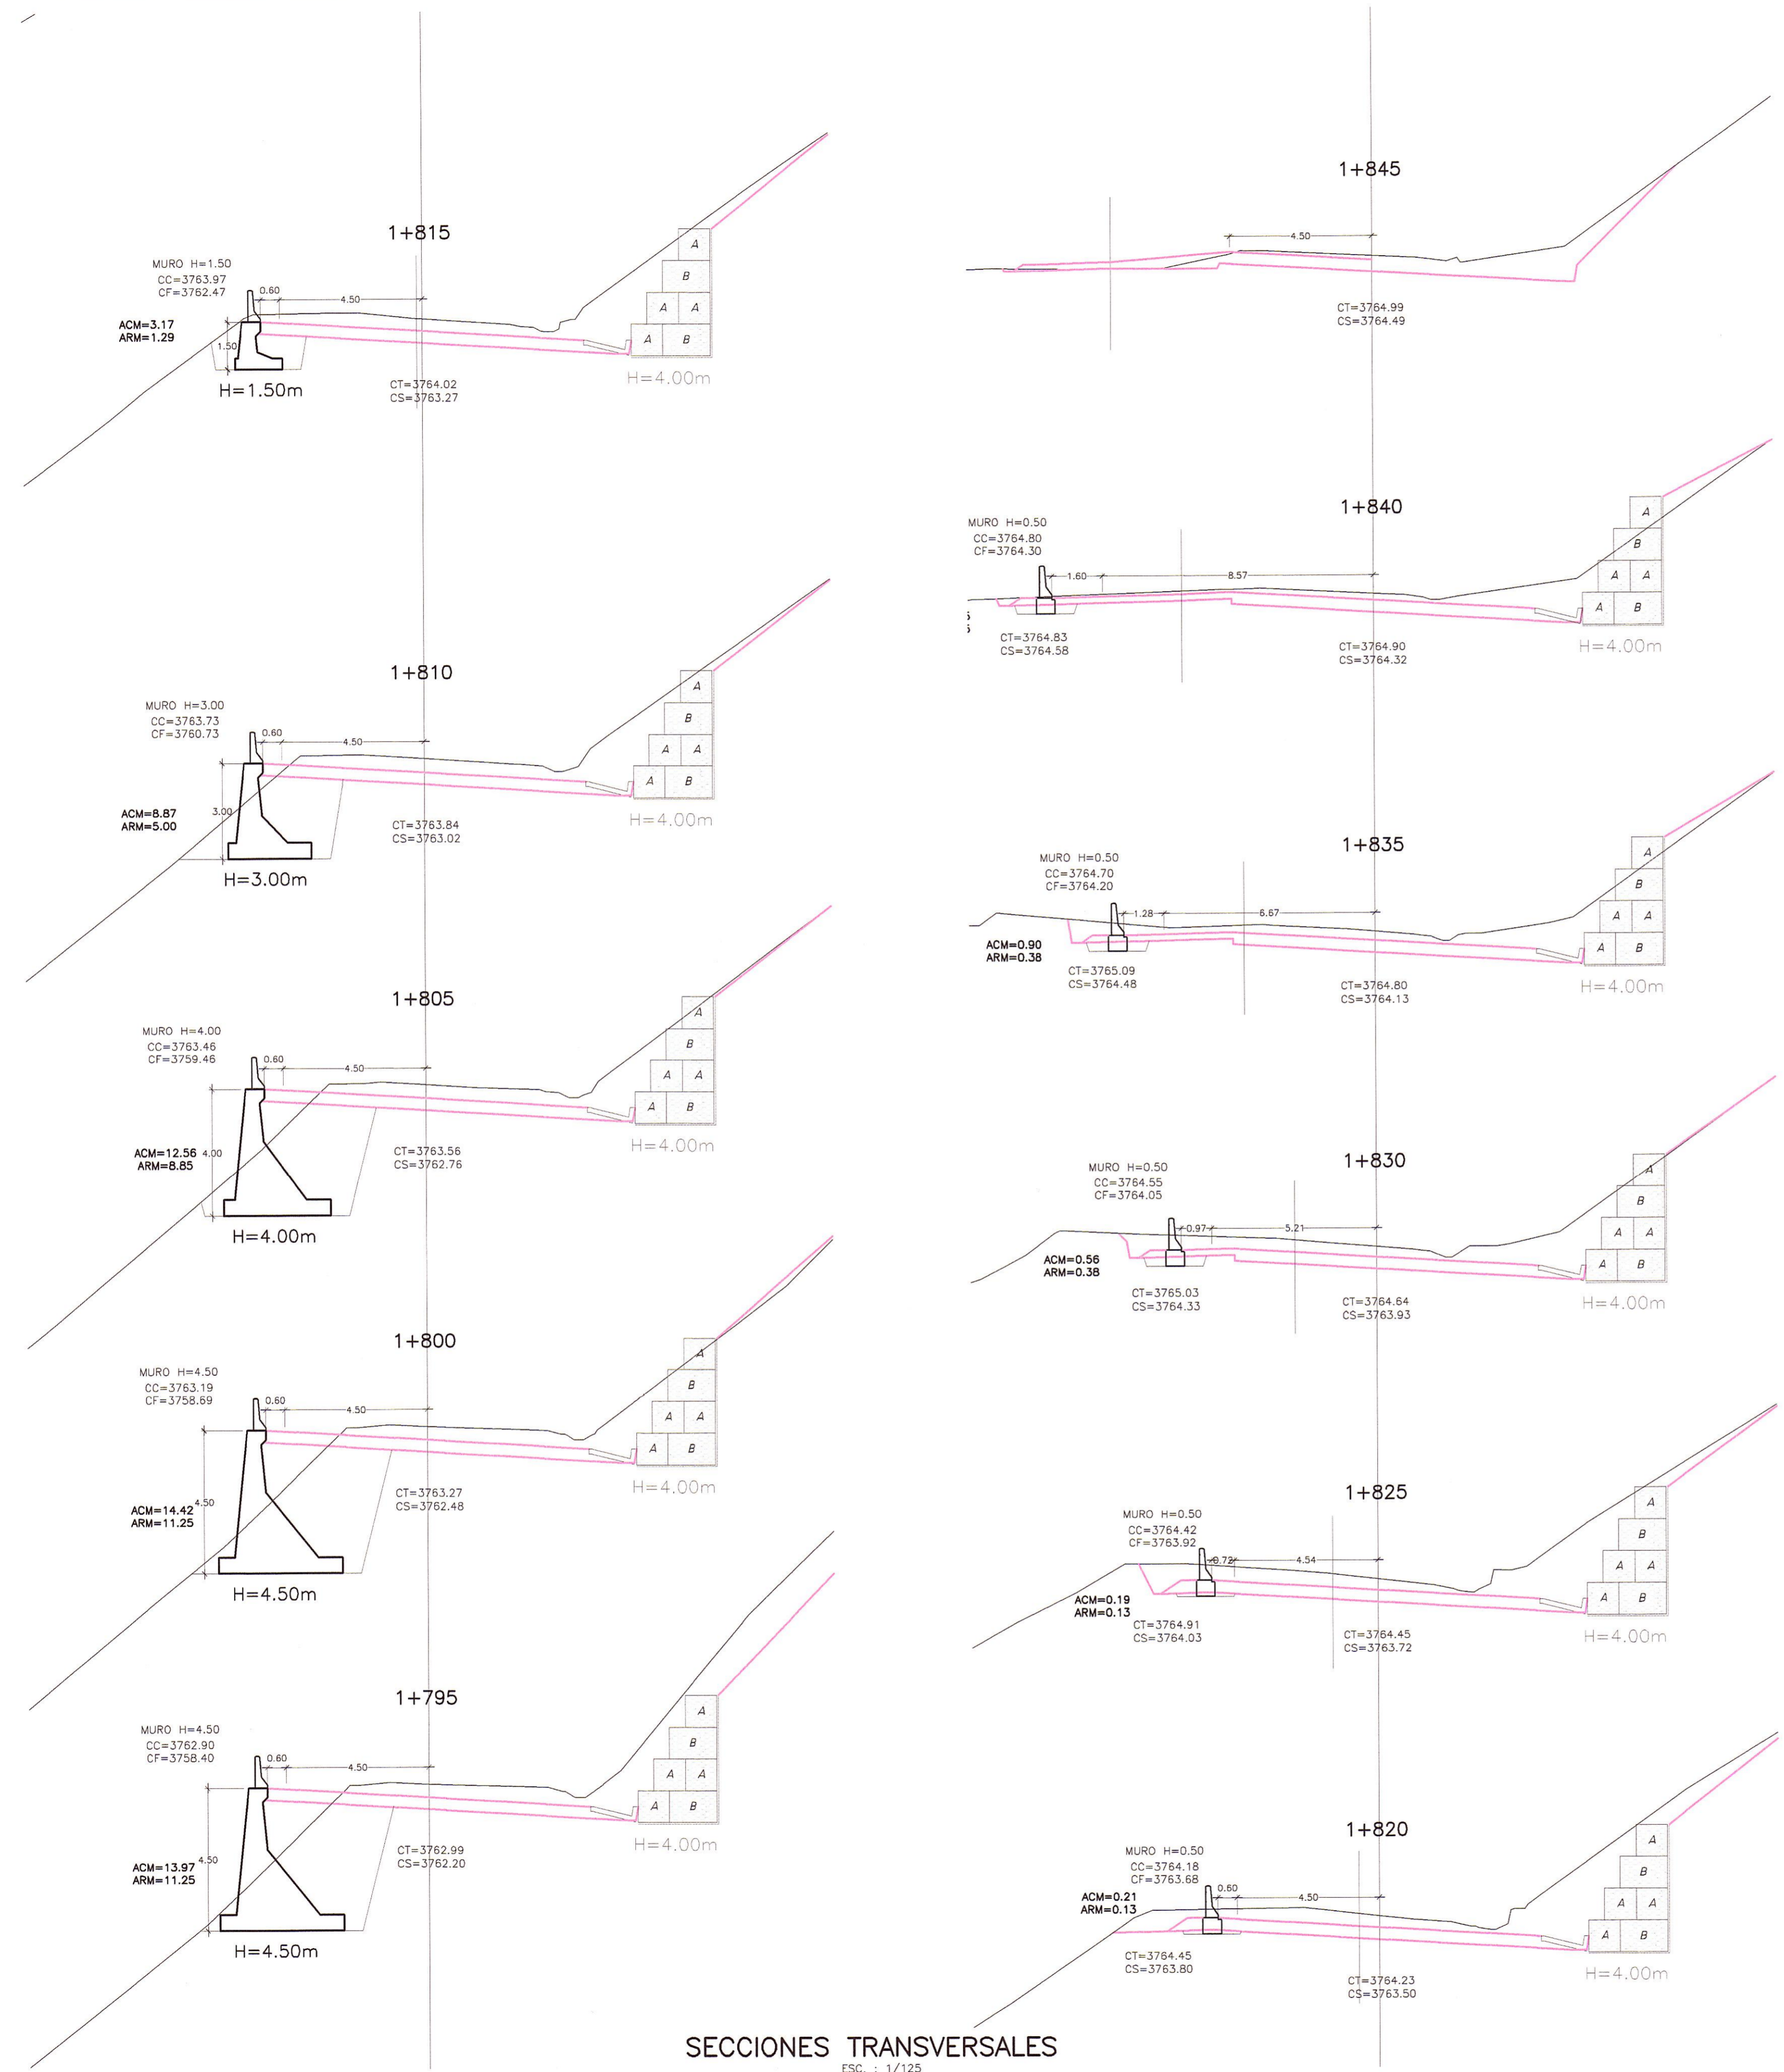 1+815
MURO H=1.50
CC=3763.97
CF=3762.47
0.60
4.50
ACM=3.17
ARM=1.29
1.50
H=1.50m
CT=3764.02
CS=3763.27
A
B
A A
A B
H=4.00m
1+810
MURO H=3.00
CC=3763.73
CF=3760.73
0.60
4.50
ACM=8.87
ARM=5.00
3.00
H=3.00m
CT=3763.84
CS=3763.02
A
B
A A
A B
H=4.00m
1+805
MURO H=4.00
CC=3763.46
CF=3759.46
0.60
4.50
ACM=12.56
ARM=8.85
4.00
H=4.00m
CT=3763.56
CS=3762.76
A
B
A A
A B
H=4.00m
1+800
MURO H=4.50
CC=3763.19
CF=3758.69
0.60
4.50
ACM=14.42
ARM=11.25
4.50
H=4.50m
CT=3763.27
CS=3762.48
A
B
A A
A B
H=4.00m
1+795
MURO H=4.50
CC=3762.90
CF=3758.40
0.60
4.50
ACM=13.97
ARM=11.25
4.50
H=4.50m
CT=3762.99
CS=3762.20
A
B
A A
A B
H=4.00m
1+845
4.50
CT=3764.99
CS=3764.49
1+840
MURO H=0.50
CC=3764.80
CF=3764.30
1.60
8.57
5
5
CT=3764.83
CS=3764.58
CT=3764.90
CS=3764.32
A
B
A A
A B
H=4.00m
1+835
MURO H=0.50
CC=3764.70
CF=3764.20
1.28
6.67
ACM=0.90
ARM=0.38
CT=3765.09
CS=3764.48
CT=3764.80
CS=3764.13
A
B
A A
A B
H=4.00m
1+830
MURO H=0.50
CC=3764.55
CF=3764.05
0.97
5.21
ACM=0.56
ARM=0.38
CT=3765.03
CS=3764.33
CT=3764.64
CS=3763.93
A
B
A A
A B
H=4.00m
1+825
MURO H=0.50
CC=3764.42
CF=3763.92
0.72
4.54
ACM=0.19
ARM=0.13
CT=3764.91
CS=3764.03
CT=3764.45
CS=3763.72
A
B
A A
A B
H=4.00m
1+820
MURO H=0.50
CC=3764.18
CF=3763.68
0.60
4.50
ACM=0.21
ARM=0.13
CT=3764.45
CS=3763.80
CT=3764.23
CS=3763.50
A
B
A A
A B
H=4.00m
SECCIONES TRANSVERSALES
ESC. : 1/125